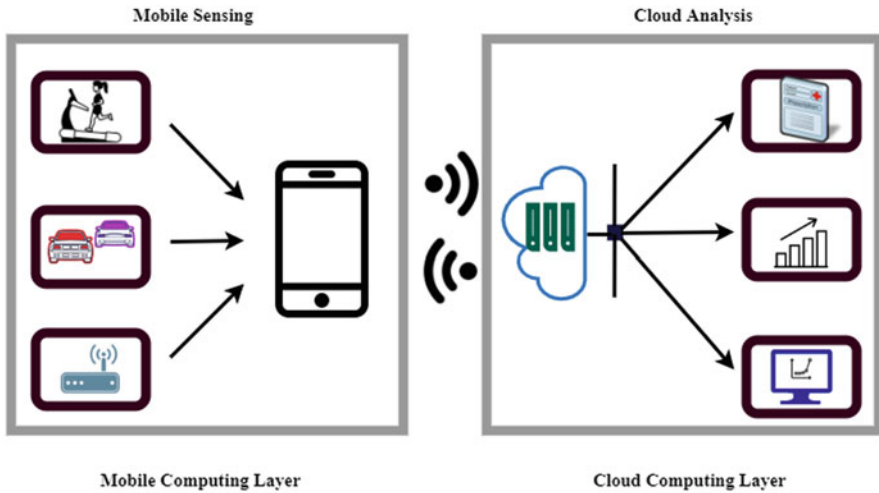 Mobile Sensing
Cloud Analysis
Mobile Computing Layer
Cloud Computing Layer